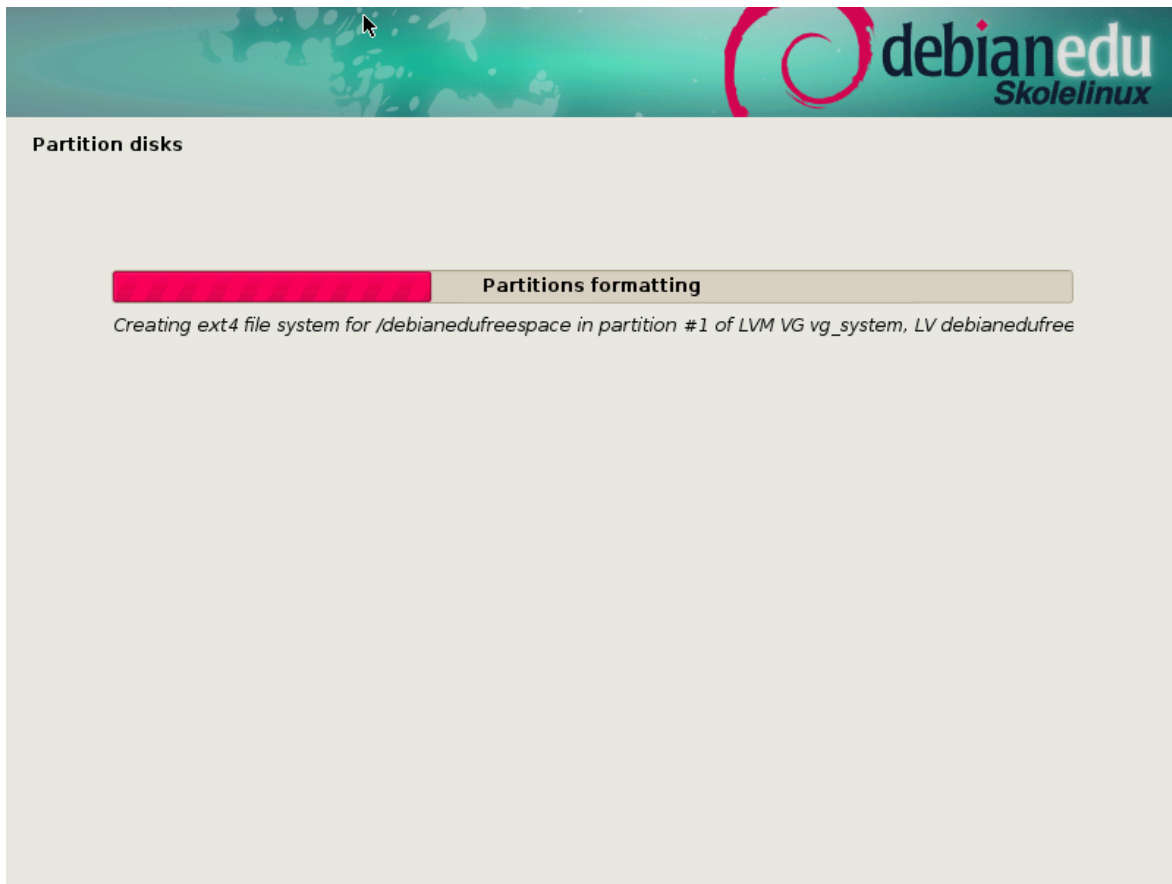 debianedu
Skolelinux
Partition disks
Partitions formatting
Creating ext4 file system for /debianedufreespace in partition #1 of LVM VG vg_system, LV debianedufree